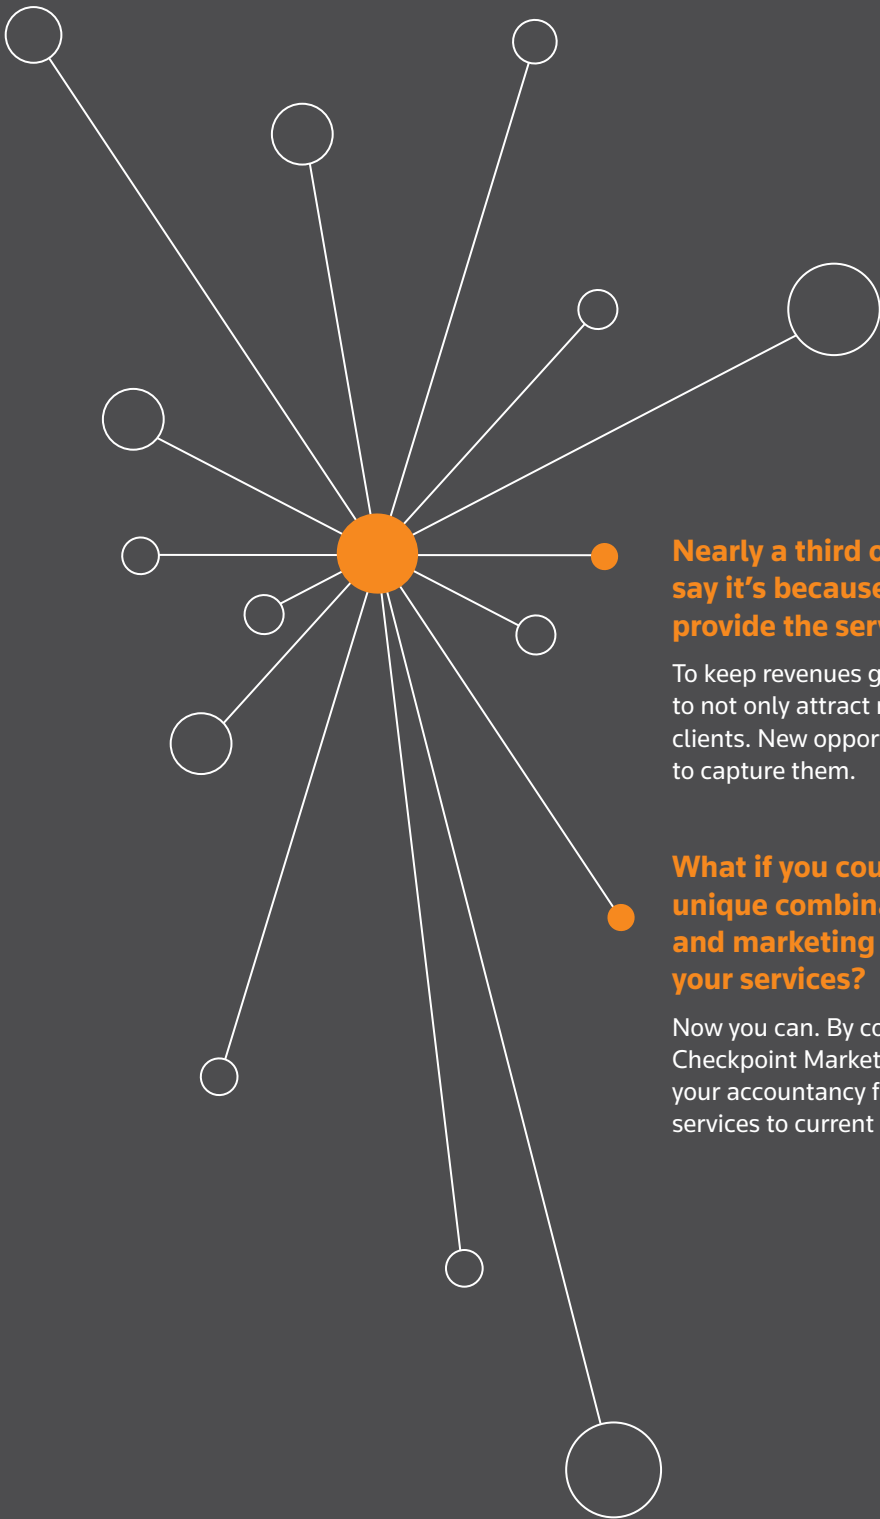 Nearly a third o
say it’s because
provide the serv
To keep revenues g
to not only attract
clients. New oppor
to capture them.
What if you cou
unique combina
and marketing
your services?
Now you can. By co
Checkpoint Market
your accountancy f
services to current